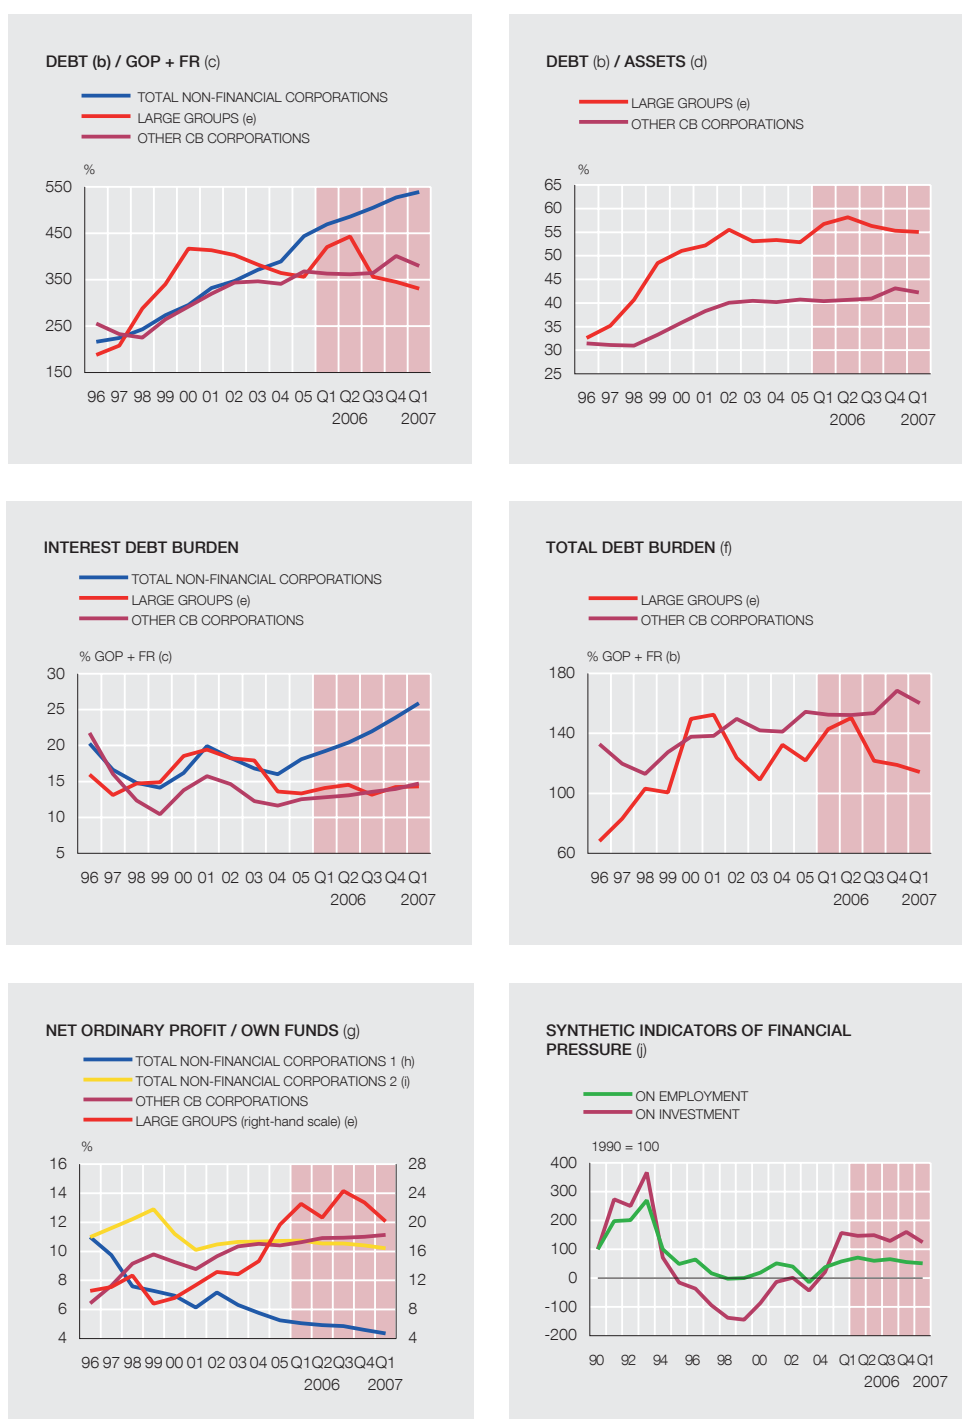 DEBT (b) / GOP + FR (c)
TOTAL NON-FINANCIAL CORPORATIONS
LARGE GROUPS (e)
OTHER CB CORPORATIONS
%
550
450
350
250
150
96 97 98 99 00 01 02 03 04 05 Q1 Q2 Q3 Q4 Q1
2006 2007
DEBT (b) / ASSETS (d)
LARGE GROUPS (e)
OTHER CB CORPORATIONS
%
65
60
55
50
45
40
35
30
25
96 97 98 99 00 01 02 03 04 05 Q1 Q2 Q3 Q4 Q1
2006 2007
INTEREST DEBT BURDEN
TOTAL NON-FINANCIAL CORPORATIONS
LARGE GROUPS (e)
OTHER CB CORPORATIONS
% GOP + FR (c)
30
25
20
15
10
5
96 97 98 99 00 01 02 03 04 05 Q1 Q2 Q3 Q4 Q1
2006 2007
TOTAL DEBT BURDEN (f)
LARGE GROUPS (e)
OTHER CB CORPORATIONS
% GOP + FR (b)
180
140
100
60
96 97 98 99 00 01 02 03 04 05 Q1 Q2 Q3 Q4 Q1
2006 2007
NET ORDINARY PROFIT / OWN FUNDS (g)
TOTAL NON-FINANCIAL CORPORATIONS 1 (h)
TOTAL NON-FINANCIAL CORPORATIONS 2 (i)
OTHER CB CORPORATIONS
LARGE GROUPS (right-hand scale) (e)
%
16 28
14 24
12 20
10 16
8 12
6 8
4 4
96 97 98 99 00 01 02 03 04 05 Q1 Q2 Q3 Q4 Q1
2006 2007
SYNTHETIC INDICATORS OF FINANCIAL
PRESSURE (j)
ON EMPLOYMENT
ON INVESTMENT
1990 = 100
400
300
200
100
0
-100
-200
90 92 94 96 98 00 02 04 Q1 Q2 Q3 Q4 Q1
2006 2007